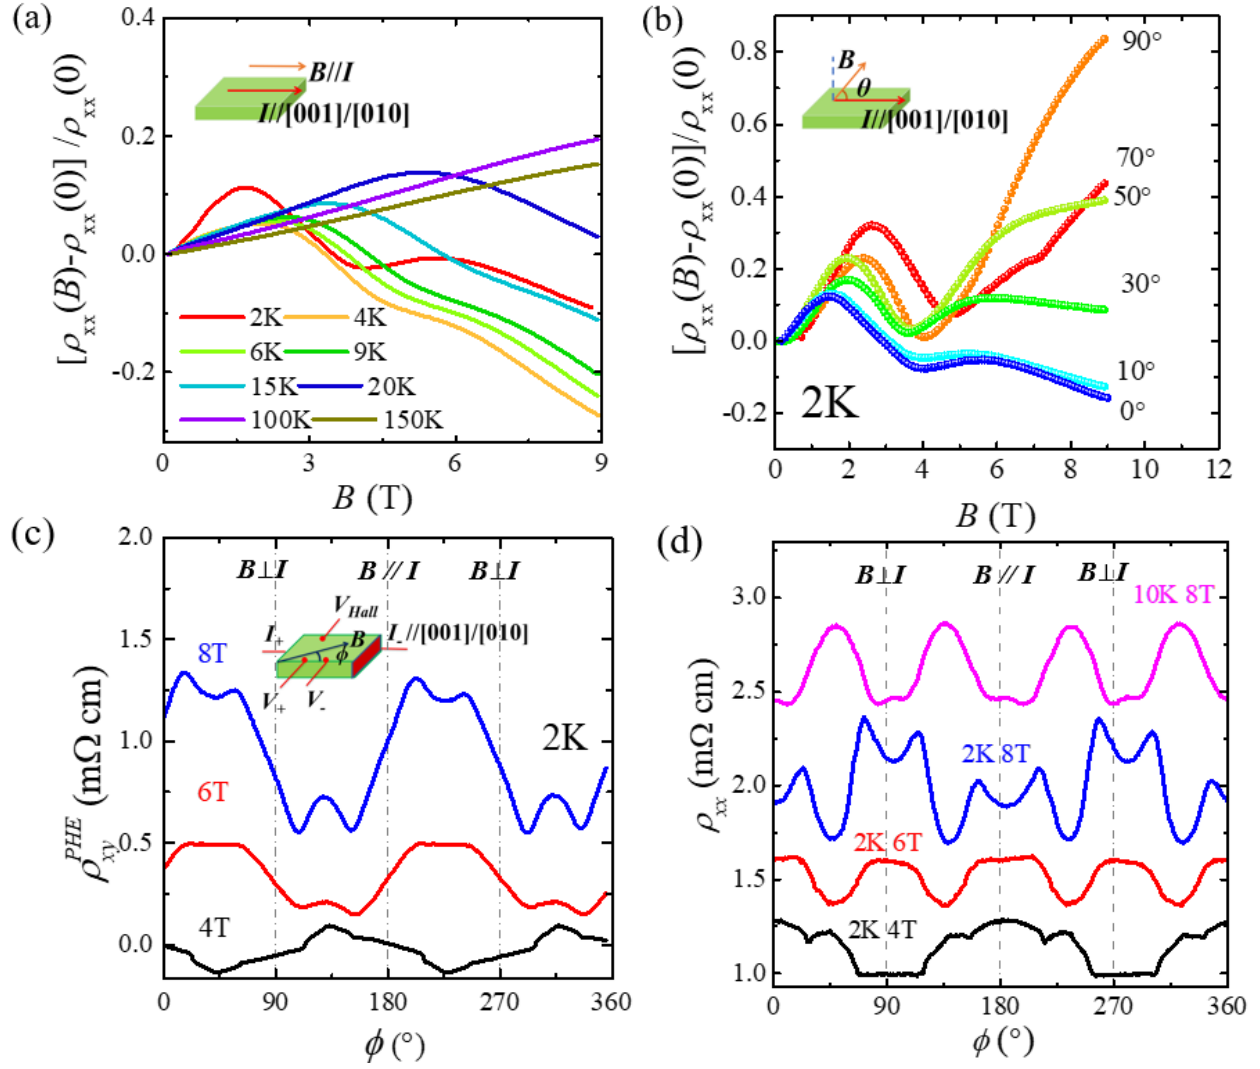 (a)
[ρxx(B)-ρxx(0)] /ρxx(0)
0.4
0.2
0.0
-0.2
B//I
I//[001]/[010]
2K 4K
6K 9K
15K 20K
100K 150K
0 3 6 9
B (T)
(b)
[ρxx(B)-ρxx(0)]/ρxx(0)
0.8
0.6
0.4
0.2
0.0
-0.2
B
θ
I//[001]/[010]
90°
70°
50°
30°
10°
0°
2K
0 2 4 6 8 10 12
B (T)
(c)
ρxy^PHE (mΩ cm)
2.0
1.5
1.0
0.5
0.0
B⊥I B // I B⊥I
VHall
I+ B I- //[001]/[010]
ϕ
V+ V-
8T
2K
6T
4T
0 90 180 270 360
ϕ (°)
(d)
ρxx (mΩ cm)
3.0
2.5
2.0
1.5
1.0
B⊥I B // I B⊥I
10K 8T
2K 8T
2K 6T
2K 4T
0 90 180 270 360
ϕ (°)